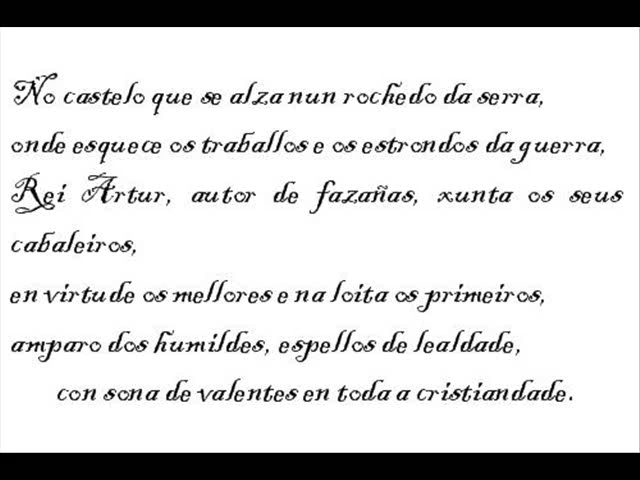 No castelo que se alza nun rochedo da serra,
onde esquece os traballos e os estrondos da guerra,
Rei Artur, autor de fazañas, xunta os seus
cabaleiros,
en virtude os mellores e na loita os primeiros,
amparo dos humildes, espellos de lealdade,
con sona de valentes en toda a cristiandade.